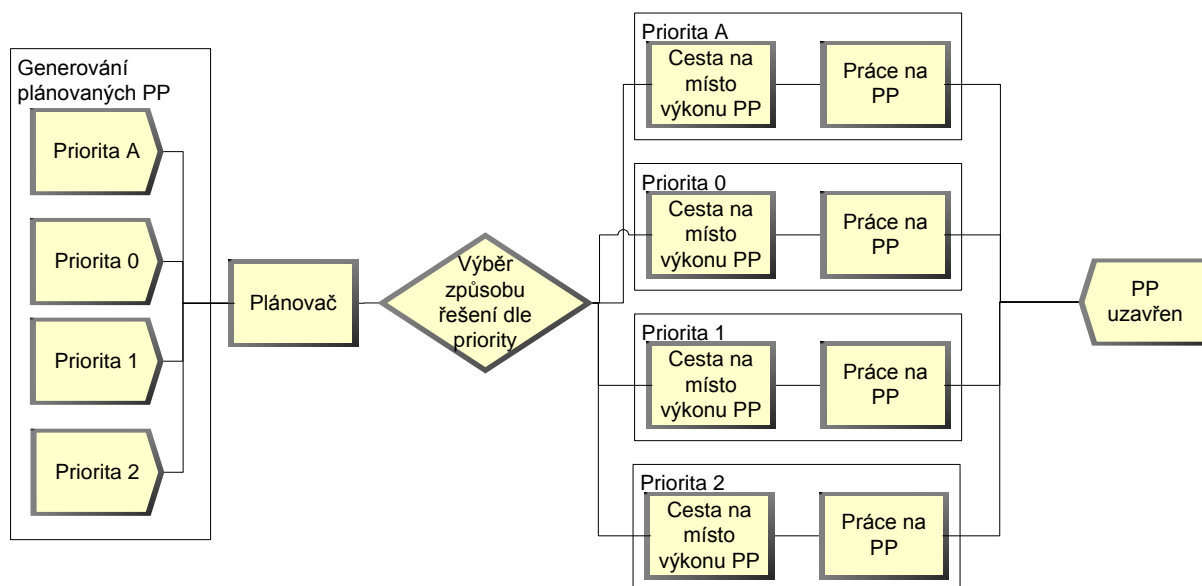 Generování
plánovaných PP
Priorita A
Priorita 0
Priorita 1
Priorita 2
Plánovač
Výběr
způsobu
řešení dle
priority
Priorita A
Cesta na
místo
výkonu PP
Práce na
PP
Priorita 0
Cesta na
místo
výkonu PP
Práce na
PP
Priorita 1
Cesta na
místo
výkonu PP
Práce na
PP
Priorita 2
Cesta na
místo
výkonu PP
Práce na
PP
PP
uzavřen